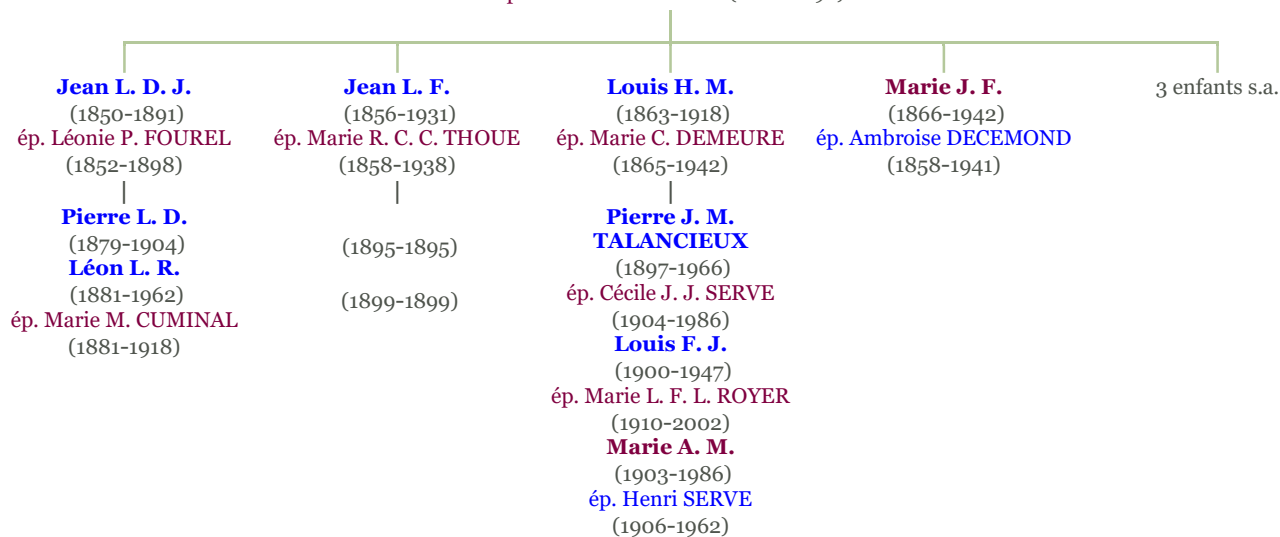 Jean L. D. J.
(1850-1891)
ép. Léonie P. FOUREL
(1852-1898)
|
Pierre L. D.
(1879-1904)
Léon L. R.
(1881-1962)
ép. Marie M. CUMINAL
(1881-1918)
Jean L. F.
(1856-1931)
ép. Marie R. C. C. THOUE
(1858-1938)
|
(1895-1895)
(1899-1899)
Louis H. M.
(1863-1918)
ép. Marie C. DEMEURE
(1865-1942)
|
Pierre J. M.
TALANCIEUX
(1897-1966)
ép. Cécile J. J. SERVE
(1904-1986)
Louis F. J.
(1900-1947)
ép. Marie L. F. L. ROYER
(1910-2002)
Marie A. M.
(1903-1986)
ép. Henri SERVE
(1906-1962)
Marie J. F.
(1866-1942)
ép. Ambroise DECEMOND
(1858-1941)
3 enfants s.a.